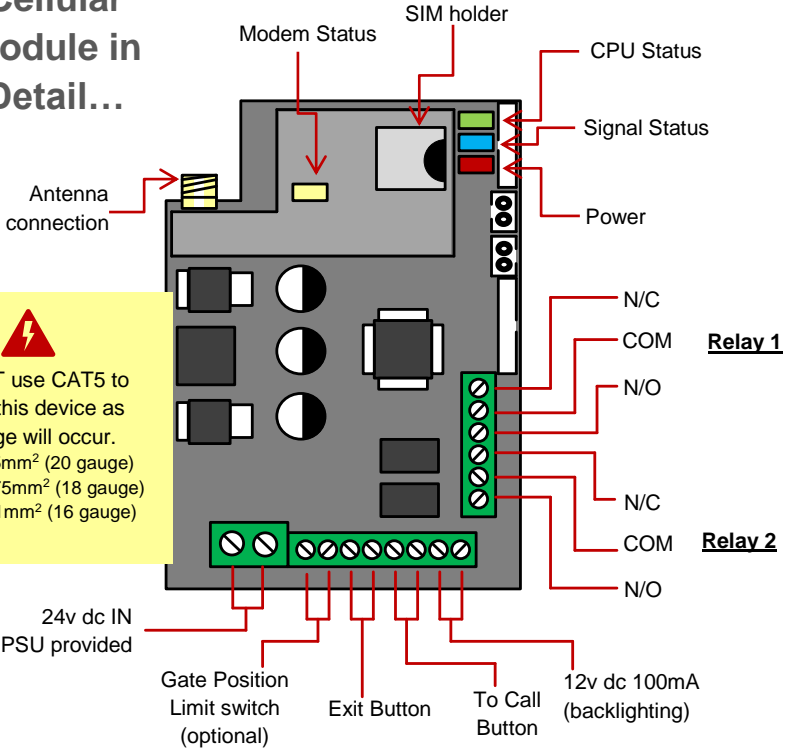 Cellular
odule in
Detail…
SIM holder
Modem Status
CPU Status
Signal Status
Antenna
connection
Power
N/C
COM
Relay 1
N/O
use CAT5 to
this device as
ge will occur.
mm² (20 gauge)
5mm² (18 gauge)
1mm² (16 gauge)
N/C
COM
Relay 2
N/O
24v dc IN
PSU provided
Gate Position
Limit switch
(optional)
Exit Button
To Call
Button
12v dc 100mA
(backlighting)